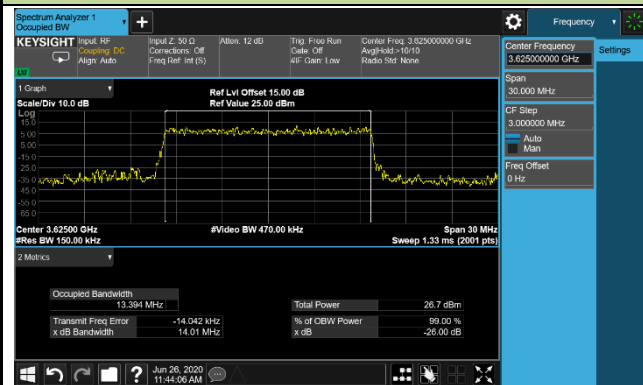 Spectrum Analyzer 1
Occupied BW
Frequency
KEYSIGHT
Input: RF
Coupling: DC
Align: Auto
Input Z: 50 Ω
Corrections: Off
Freq Ref: Int (S)
Atten: 12 dB
Trig: Free Run
Gate: Off
#IF Gain: Low
Center Freq: 3.625000000 GHz
Avg|Hold:>10/10
Radio Std: None
LXI
Center Frequency
3.625000000 GHz
Settings
Span
30.000 MHz
CF Step
3.000000 MHz
Auto
Man
Freq Offset
0 Hz
1 Graph
Scale/Div 10.0 dB
Ref Lvl Offset 15.00 dB
Ref Value 25.00 dBm
Log
15.0
5.00
-5.00
-15.0
-25.0
-35.0
-45.0
-55.0
-65.0
Center 3.62500 GHz
#Res BW 150.00 kHz
#Video BW 470.00 kHz
Span 30 MHz
Sweep 1.33 ms (2001 pts)
2 Metrics
Occupied Bandwidth
13.394 MHz
Total Power 26.7 dBm
Transmit Freq Error -14.042 kHz
% of OBW Power 99.00 %
x dB Bandwidth 14.01 MHz
x dB -26.00 dB
?
Jun 26, 2020
11:44:06 AM